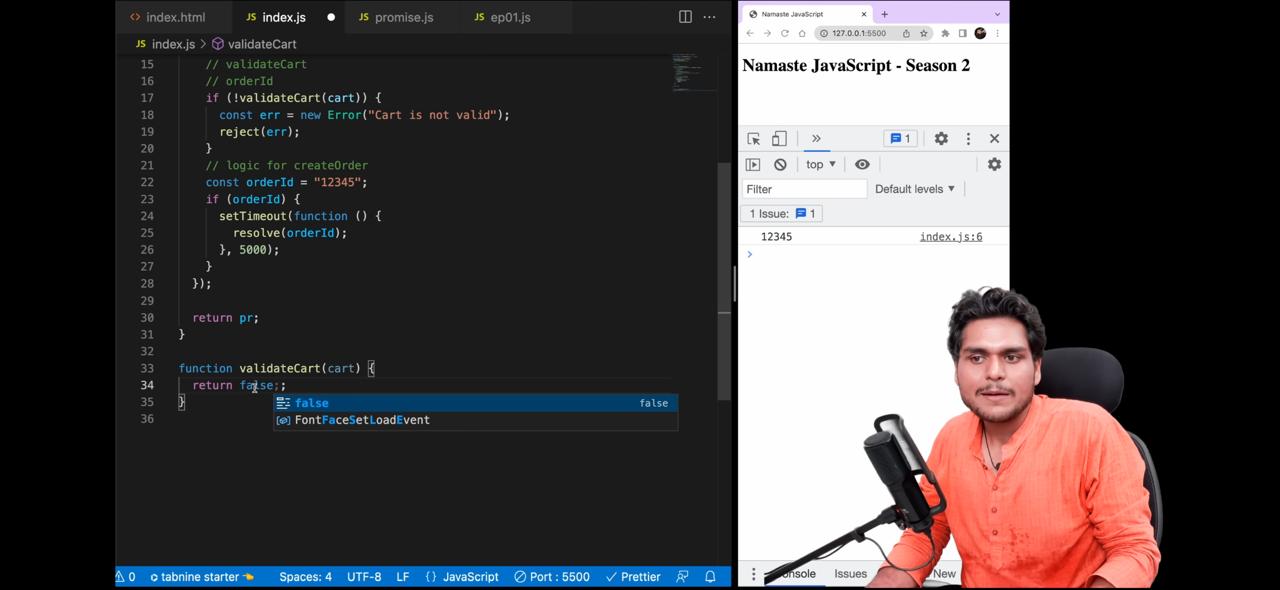 index.html
JS index.js
JS promise.js
JS ep01.js
JS index.js > validateCart
15 // validateCart
16 // orderId
17 if (!validateCart(cart)) {
18 const err = new Error("Cart is not valid");
19 reject(err);
20 }
21 // logic for createOrder
22 const orderId = "12345";
23 if (orderId) {
24 setTimeout(function () {
25 resolve(orderId);
26 }, 5000);
27 }
28 });
29
30 return pr;
31 }
32
33 function validateCart(cart) {
34 return false;;
35 }
36
false false
FontFaceSetLoadEvent
0 tabnine starter Spaces: 4 UTF-8 LF {} JavaScript Port : 5500 Prettier
Namaste JavaScript
127.0.0.1:5500
Namaste JavaScript - Season 2
1
top
Filter
Default levels
1 Issue: 1
12345 index.js:6
onsole Issues New